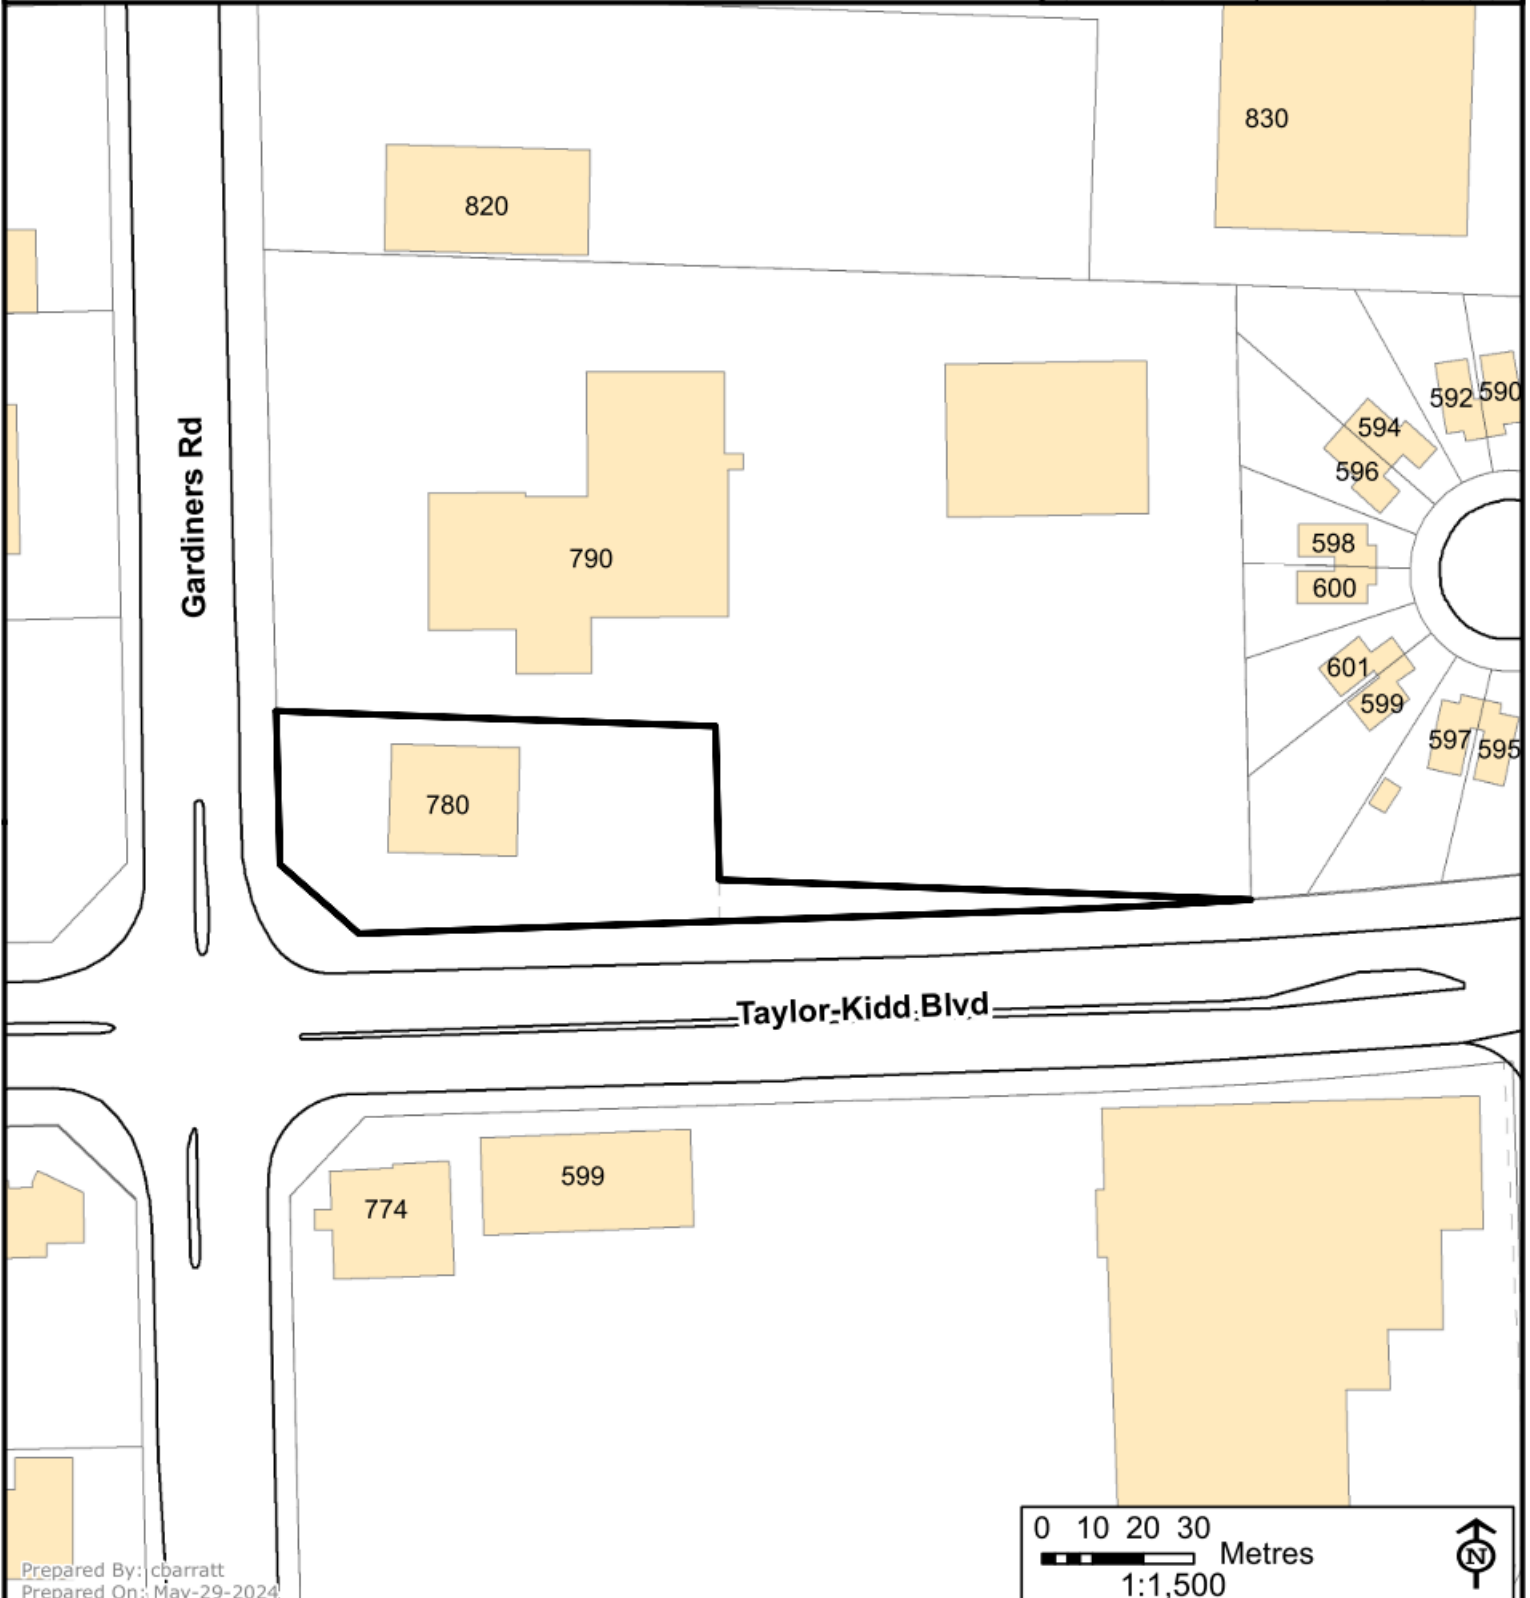 830
820
592 590
594
596
Gardiners Rd
598
790
600
601
599
597 595
780
Taylor-Kidd Blvd
599
774
0 10 20 30
Metres
N
1:1,500
Prepared By: cbarratt
Prepared On: May-29-2024